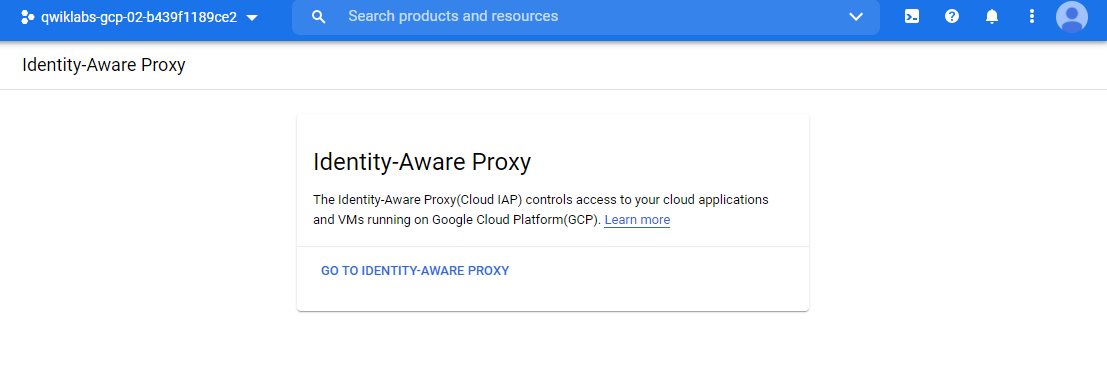 qwiklabs-gcp-02-b439f1189ce2
Search products and resources
Identity-Aware Proxy
Identity-Aware Proxy
The Identity-Aware Proxy(Cloud IAP) controls access to your cloud applications
and VMs running on Google Cloud Platform(GCP). Learn more
GO TO IDENTITY-AWARE PROXY